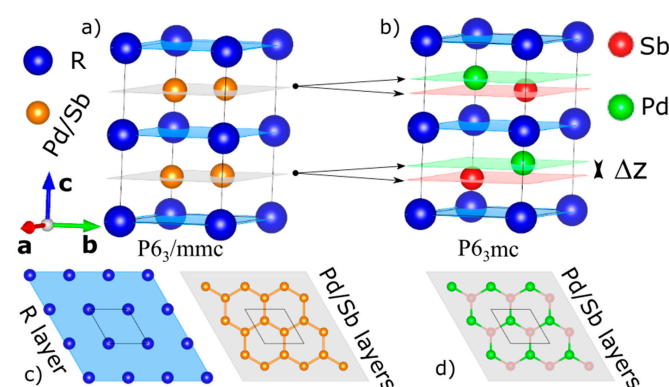 a)
b)
R
Pd/Sb
Sb
Pd
Δz
c
a
b
P6₃/mmc
P6₃mc
R layer
Pd/Sb layers
Pd/Sb layers
c)
d)